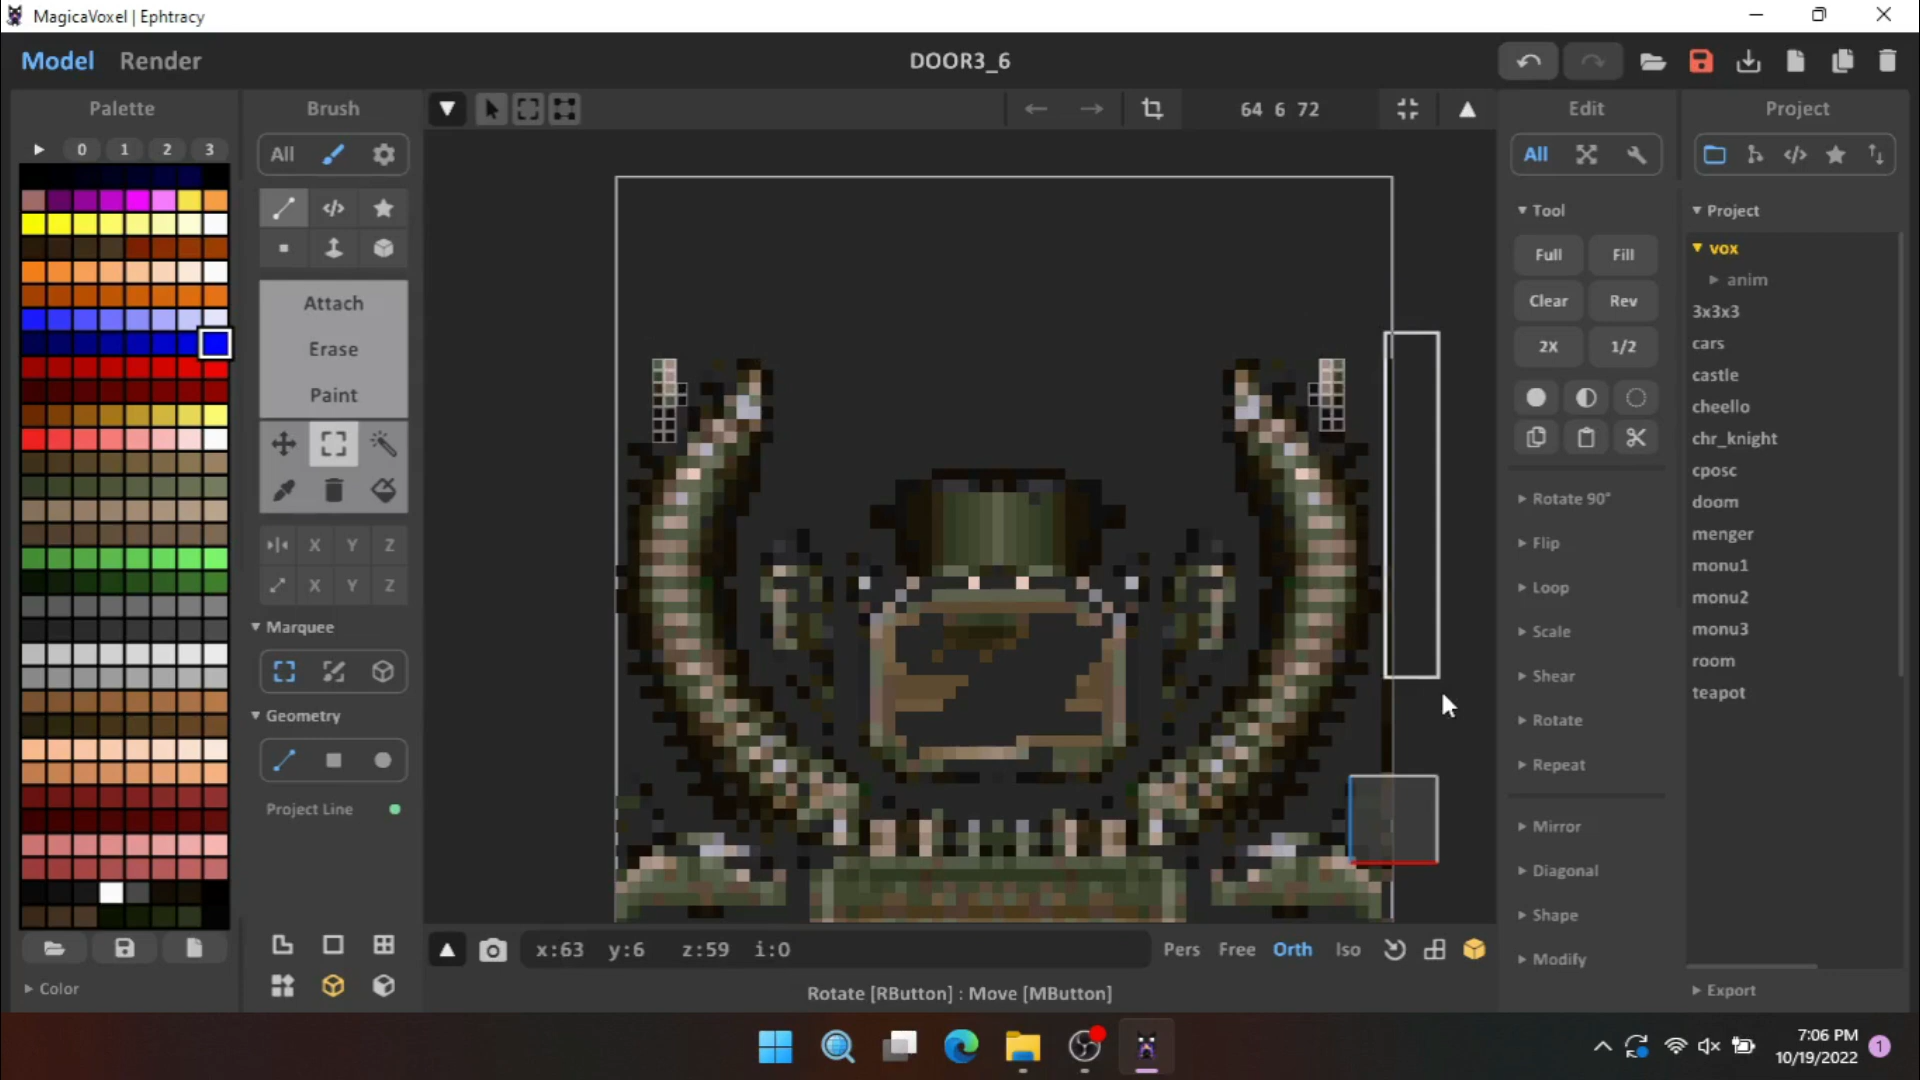 MagicaVoxel | Ephtracy
Model Render
DOOR3_6
Palette
Brush
64 6 72
Edit
Project
0 1 2 3
All
All
Tool
Project
Full Fill
vox
anim
Clear Rev
3x3x3
2X 1/2
cars
castle
cheello
chr_knight
cposc
doom
menger
monu1
monu2
monu3
room
teapot
Attach
Erase
Paint
X Y Z
X Y Z
Marquee
Geometry
Project Line
Rotate 90°
Flip
Loop
Scale
Shear
Rotate
Repeat
Mirror
Diagonal
Shape
Modify
Color
x:63 y:6 z:59 i:0
Pers Free Orth Iso
Rotate [RButton] : Move [MButton]
Export
7:06 PM
10/19/2022
1